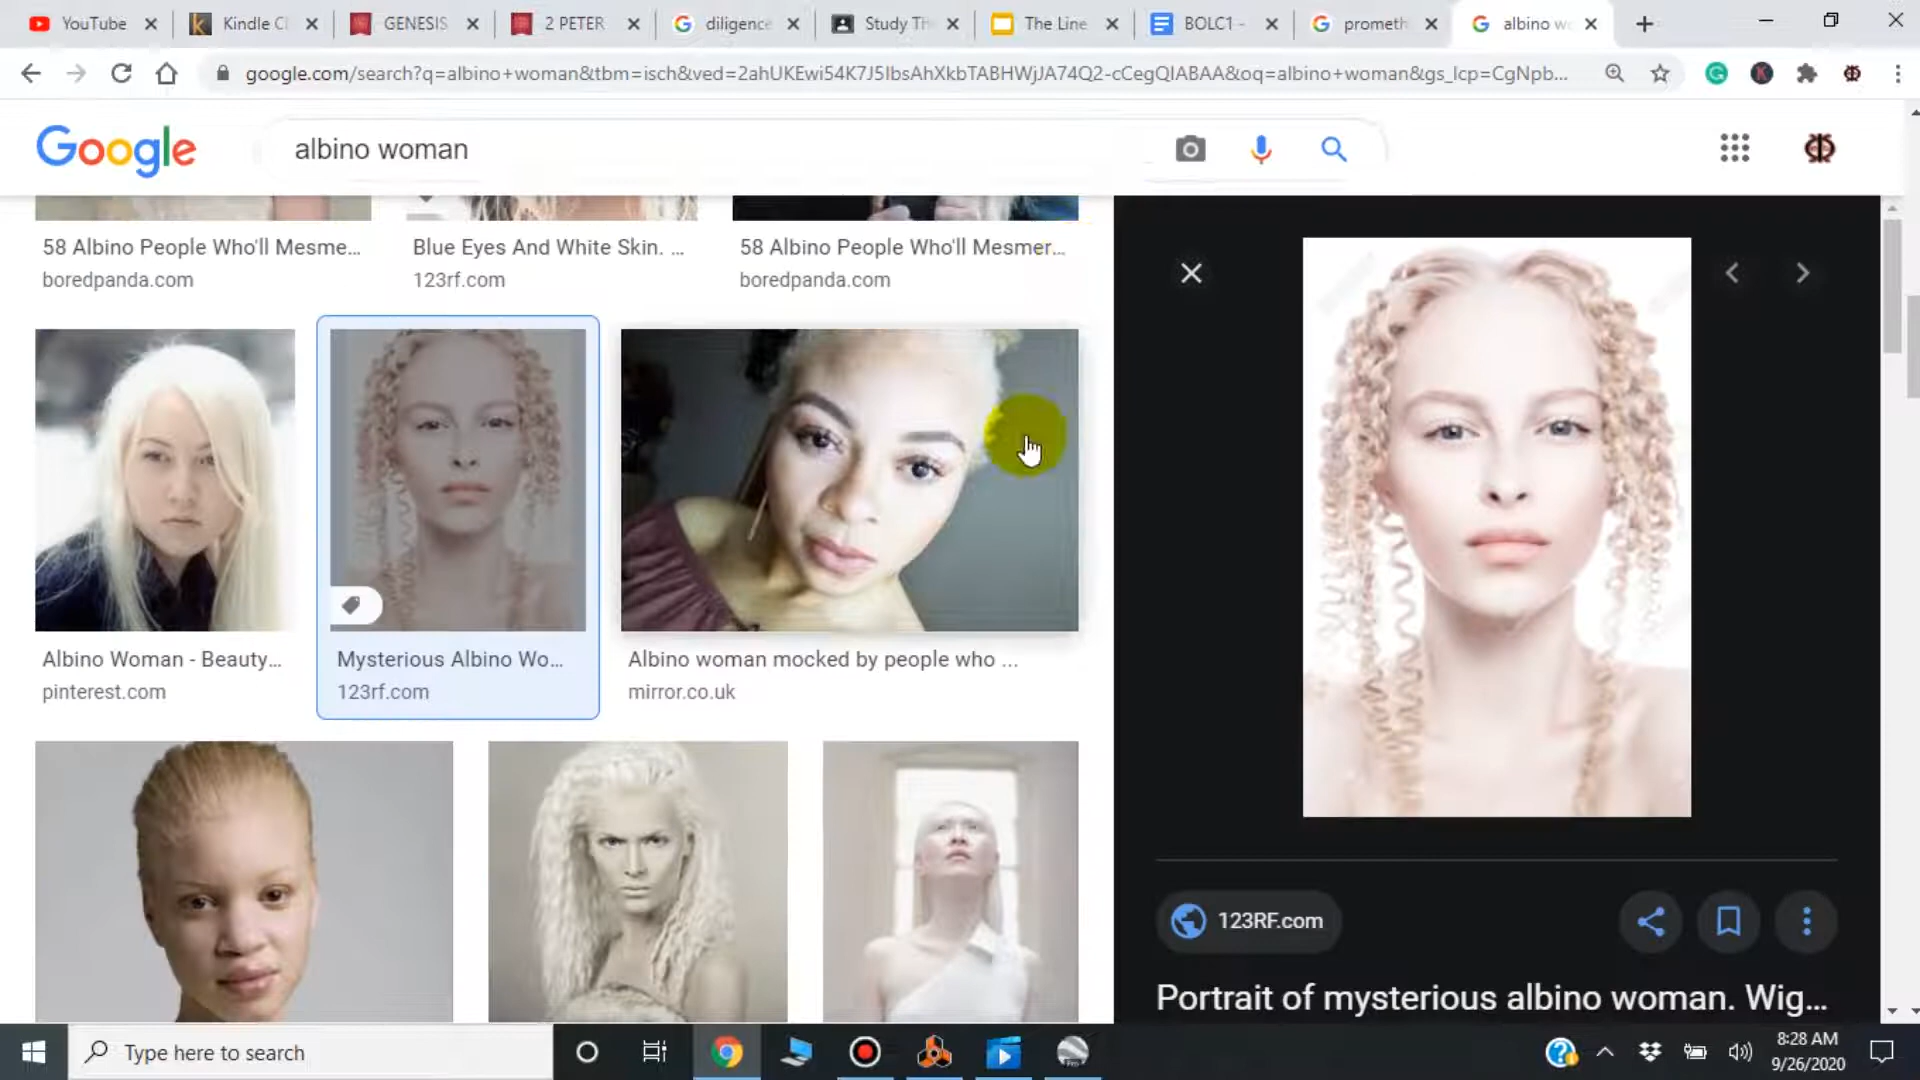 YouTube
Kindle Cl
GENESIS
2 PETER
diligence
Study Th
The Line
BOLC1 -
prometh
albino wo
google.com/search?q=albino+woman&tbm=isch&ved=2ahUKEwi54K7J5IbsAhXkbTABHWjJA74Q2-cCegQIABAA&oq=albino+woman&gs_lcp=CgNpb...
Google
albino woman
58 Albino People Who'll Mesme...
boredpanda.com
Blue Eyes And White Skin. ...
123rf.com
58 Albino People Who'll Mesmer...
boredpanda.com
Albino Woman - Beauty...
pinterest.com
Mysterious Albino Wo...
123rf.com
Albino woman mocked by people who ...
mirror.co.uk
123RF.com
Portrait of mysterious albino woman. Wig...
Type here to search
8:28 AM
9/26/2020